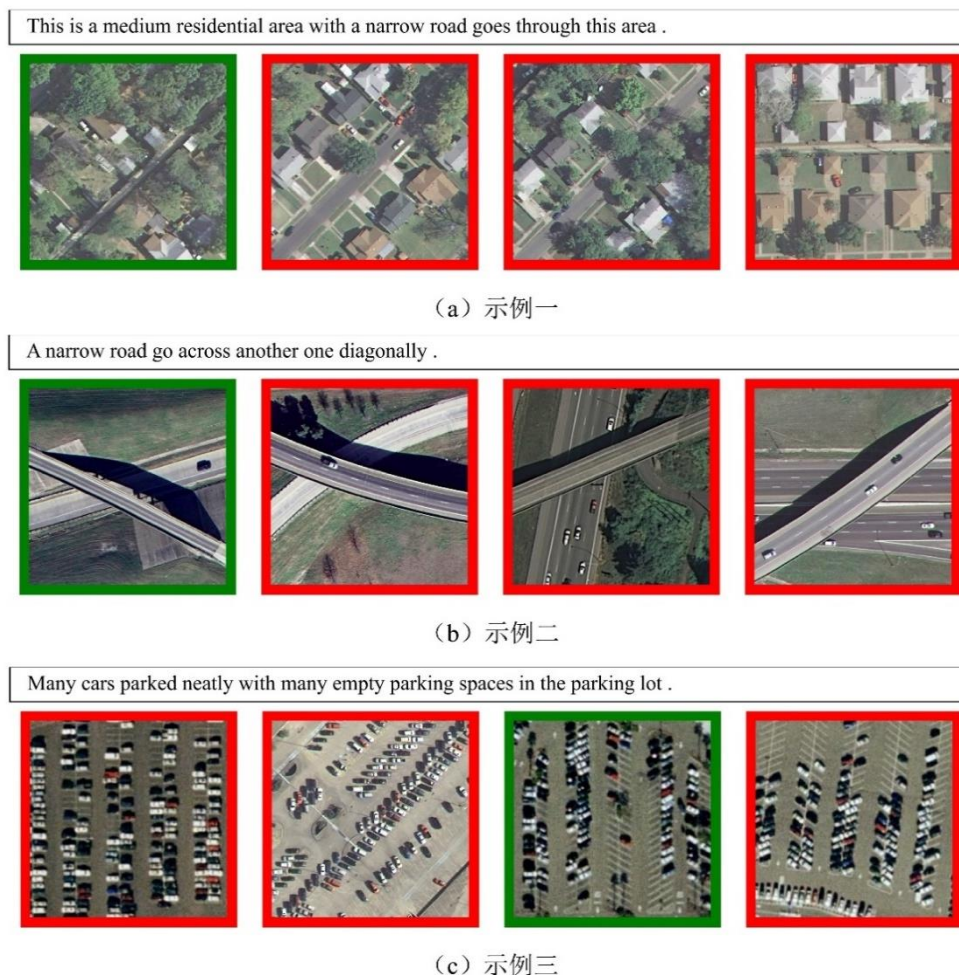 This is a medium residential area with a narrow road goes through this area .
（a）示例一
A narrow road go across another one diagonally .
（b）示例二
Many cars parked neatly with many empty parking spaces in the parking lot .
（c）示例三